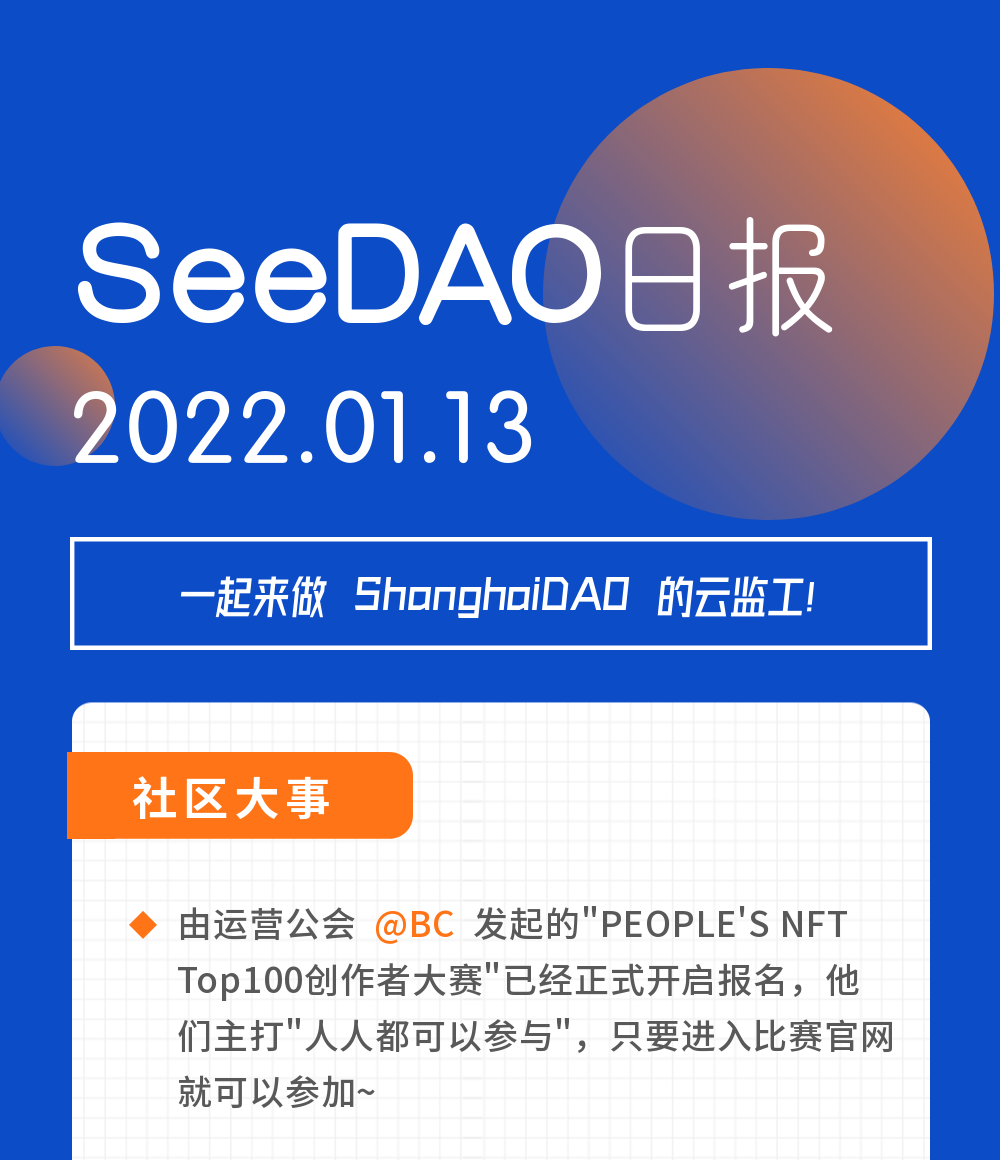 SeeDAO日报
2022.01.13
一起来做 ShanghaiDAO 的云监工!
社区大事
由运营公会 @BC 发起的"PEOPLE'S NFT
Top100创作者大赛"已经正式开启报名，他
们主打"人人都可以参与"，只要进入比赛官网
就可以参加~